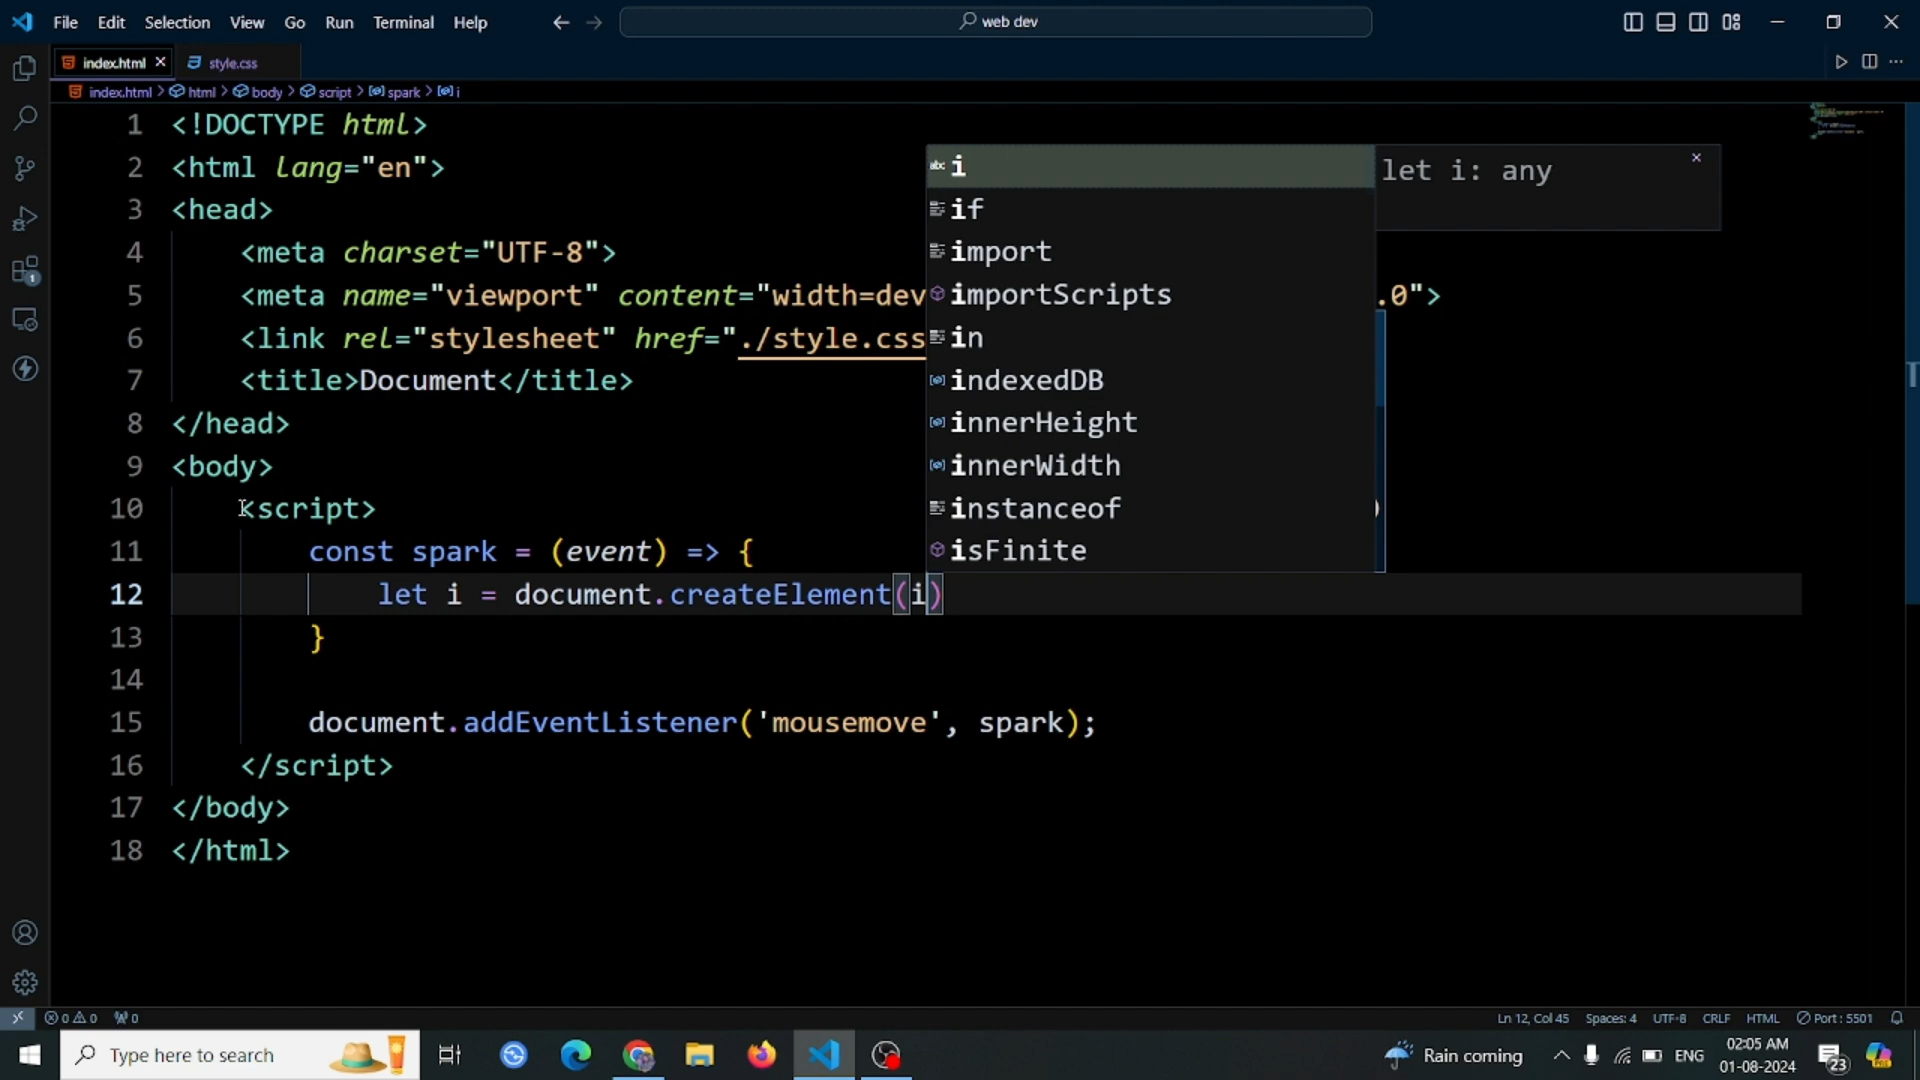 File Edit Selection View Go Run Terminal Help web dev
index.html style.css
index.html > html > body > script > spark > i
1 <!DOCTYPE html>
2 <html lang="en">
3 <head>
4 <meta charset="UTF-8">
5 <meta name="viewport" content="width=dev .0">
6 <link rel="stylesheet" href="./style.css
7 <title>Document</title>
8 </head>
9 <body>
10 <script>
11 const spark = (event) => {
12 let i = document.createElement(i)
13 }
14
15 document.addEventListener('mousemove', spark);
16 </script>
17 </body>
18 </html>
i
let i: any
if
import
importScripts
in
indexedDB
innerHeight
innerWidth
instanceof
isFinite
0 0 0 Ln 12, Col 45 Spaces: 4 UTF-8 CRLF HTML Port : 5501
Type here to search Rain coming ENG 02:05 AM
01-08-2024 23